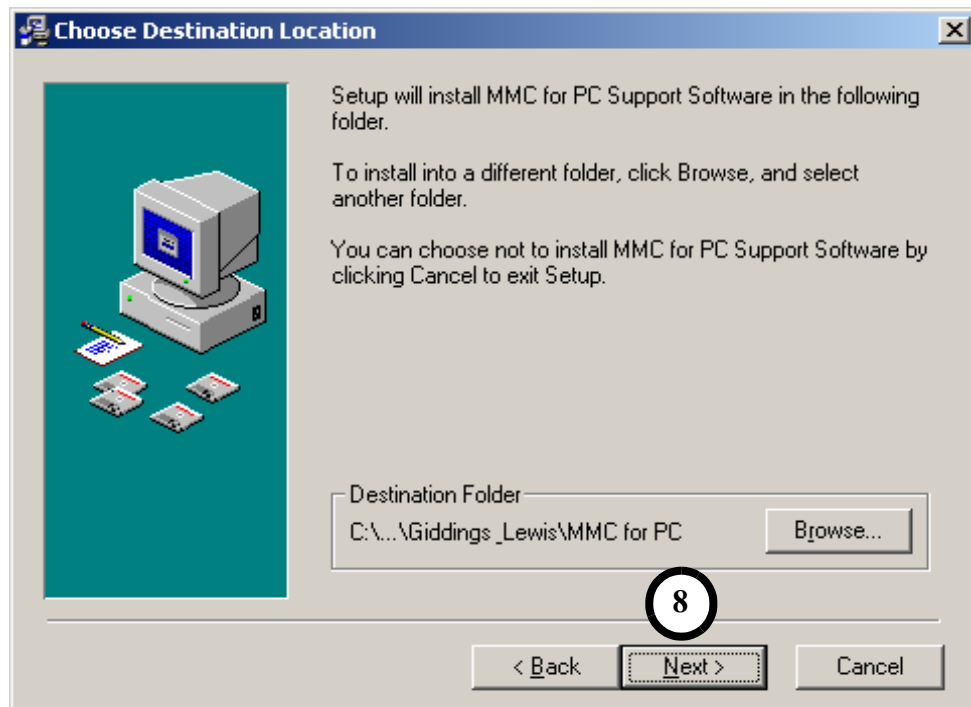 Choose Destination Location
Setup will install MMC for PC Support Software in the following
folder.
To install into a different folder, click Browse, and select
another folder.
You can choose not to install MMC for PC Support Software by
clicking Cancel to exit Setup.
Destination Folder
C:\...\Giddings_Lewis\MMC for PC
Browse...
8
< Back
Next >
Cancel